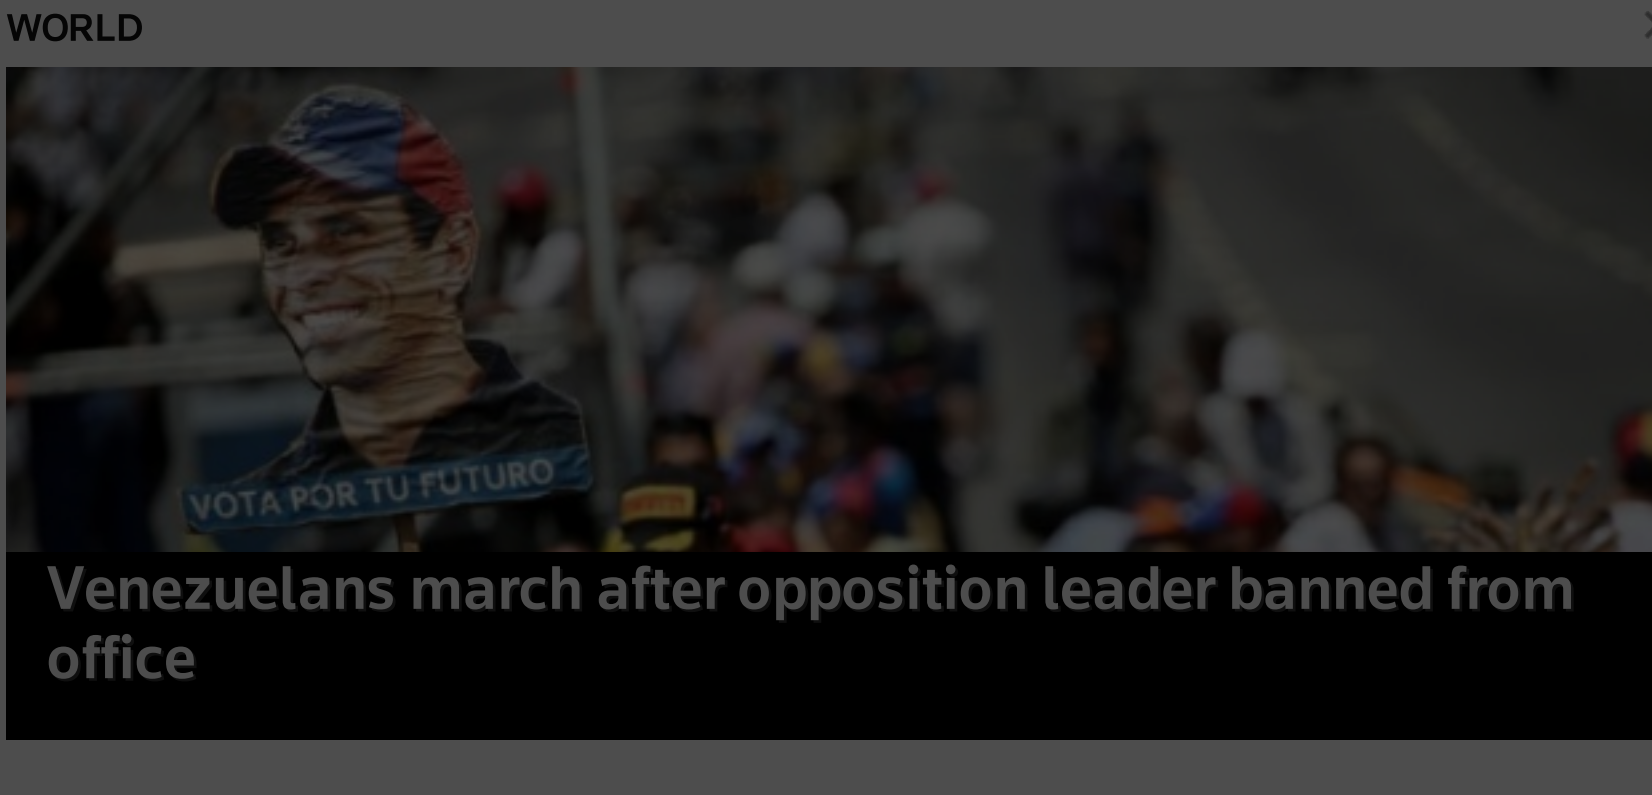 WORLD
VOTA POR TU FUTURO
Venezuelans march after opposition leader banned from
office